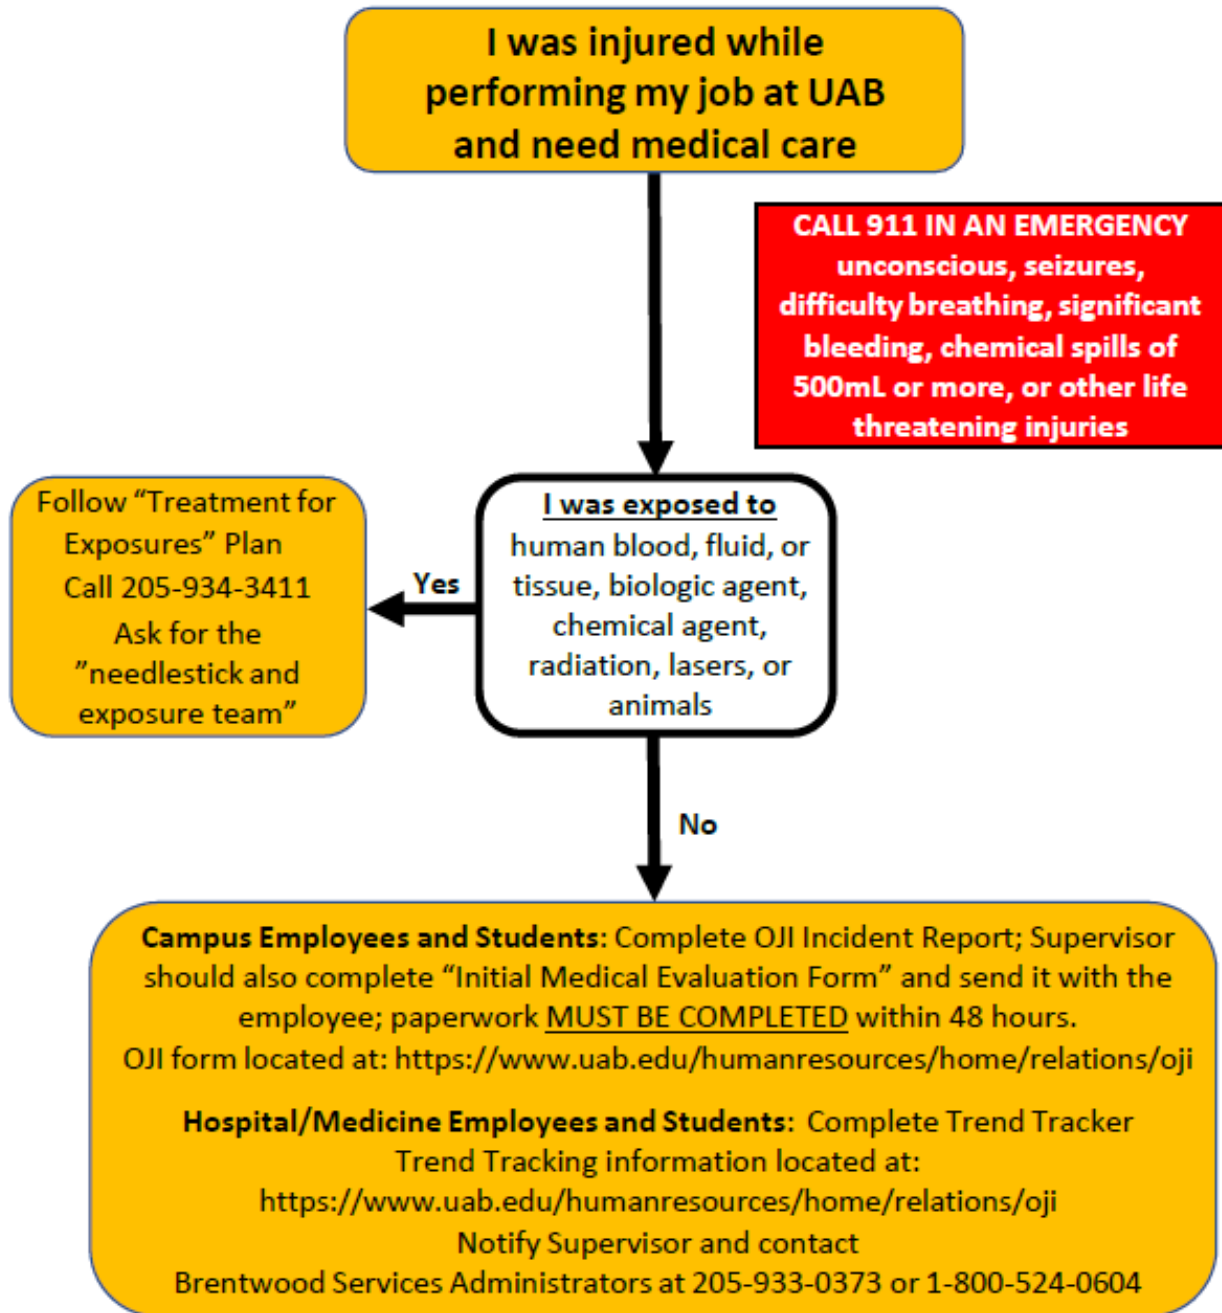 I was injured while
performing my job at UAB
and need medical care
CALL 911 IN AN EMERGENCY
unconscious, seizures,
difficulty breathing, significant
bleeding, chemical spills of
500mL or more, or other life
threatening injuries
I was exposed to
human blood, fluid, or
tissue, biologic agent,
chemical agent,
radiation, lasers, or
animals
Yes
Follow “Treatment for
Exposures” Plan
Call 205-934-3411
Ask for the
”needlestick and
exposure team”
No
Campus Employees and Students: Complete OJI Incident Report; Supervisor
should also complete “Initial Medical Evaluation Form” and send it with the
employee; paperwork MUST BE COMPLETED within 48 hours.
OJI form located at: https://www.uab.edu/humanresources/home/relations/oji
Hospital/Medicine Employees and Students: Complete Trend Tracker
Trend Tracking information located at:
https://www.uab.edu/humanresources/home/relations/oji
Notify Supervisor and contact
Brentwood Services Administrators at 205-933-0373 or 1-800-524-0604